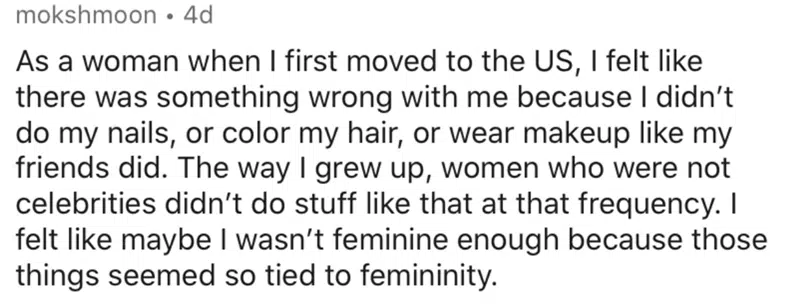 mokshmoon • 4d
As a woman when I first moved to the US, I felt like
there was something wrong with me because I didn’t
do my nails, or color my hair, or wear makeup like my
friends did. The way I grew up, women who were not
celebrities didn’t do stuff like that at that frequency. I
felt like maybe I wasn’t feminine enough because those
things seemed so tied to femininity.